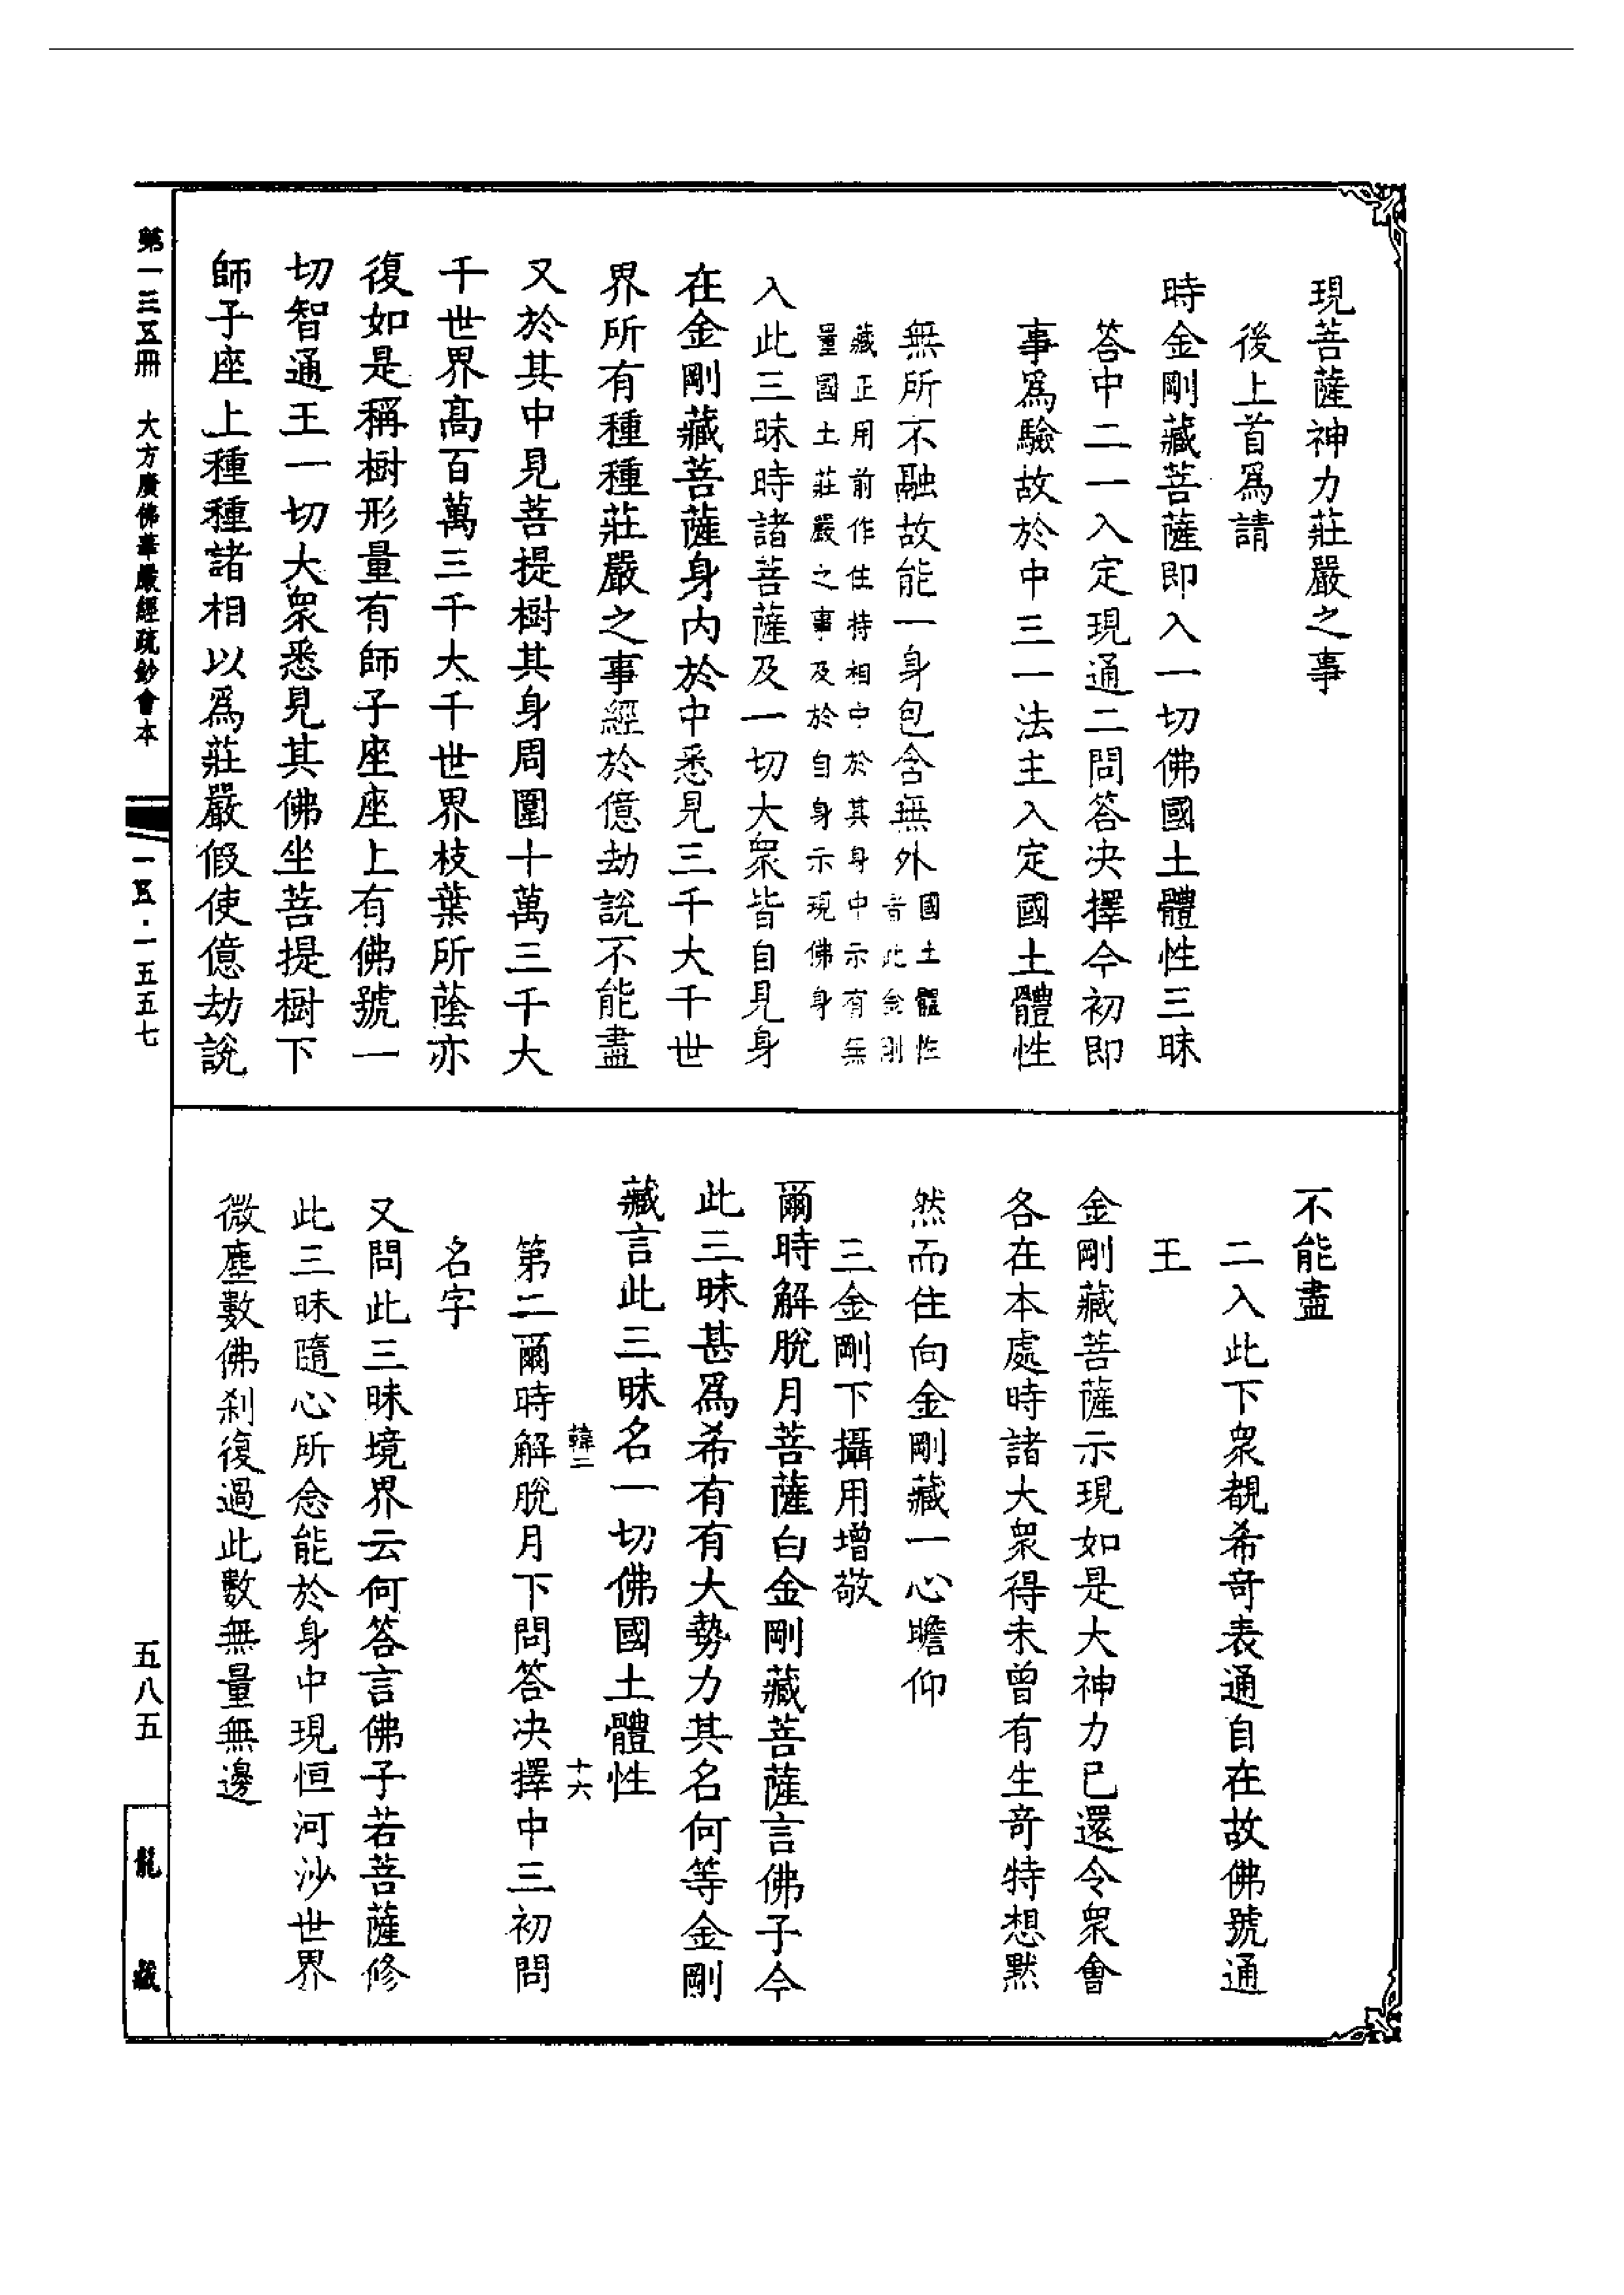 現菩薩神力莊嚴之事
後上首爲請
時金剛藏菩薩即入一切佛國土體性三昧
答中二一入定現通二問答決擇今初即
事爲驗故於中三一法主入定國土體性
無所不融故能一身包含無外國土體性
者此金剛
藏正用前作住持相中於其身中示有無
量國土莊嚴之事及於自身示現佛身
入此三昧時諸菩薩及一切大衆皆自見身
在金剛藏菩薩身內於中悉見三千大千世
界所有種種莊嚴之事經於億劫說不能盡
又於其中見菩提樹其身周圍十萬三千大
千世界高百萬三千大千世界枝葉所蔭亦
復如是稱樹形量有師子座座上有佛號一
切智通王一切大衆悉見其佛坐菩提樹下
師子座上種種諸相以爲莊嚴假使億劫說
不能盡
二入此下衆覩希奇表通自在故佛號通
王
金剛藏菩薩示現如是大神力已還令衆會
各在本處時諸大衆得未曾有生奇特想默
然而住向金剛藏一心瞻仰
三金剛下攝用增敬
爾時解脫月菩薩白金剛藏菩薩言佛子今
此三昧甚爲希有有大勢力其名何等金剛
藏言此三昧名一切佛國土體性
韓二 十六
第二爾時解脫月下問答決擇中三初問
名字
又問此三昧境界云何答言佛子若菩薩修
此三昧隨心所念能於身中現恒河沙世界
微塵數佛刹復過此數無量無邊
第一三五冊 大方廣佛華嚴經疏鈔會本 一五·一五五七 五八五 龍藏